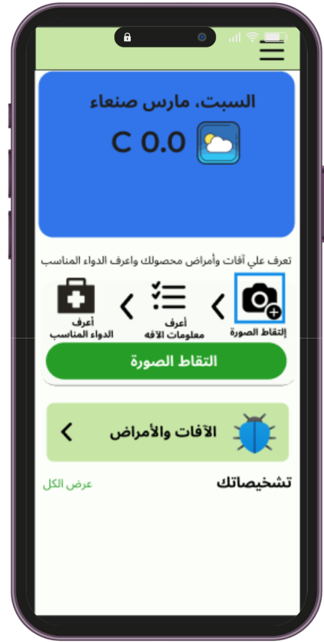 السبت، مارس صنعاء
C 0.0
تعرف علي آفات وأمراض محصولك واعرف الدواء المناسب
إلتقاط الصورة
أعرف
معلومات الآفه
أعرف
الدواء المناسب
التقاط الصورة
الآفات والأمراض
تشخيصاتك
عرض الكل